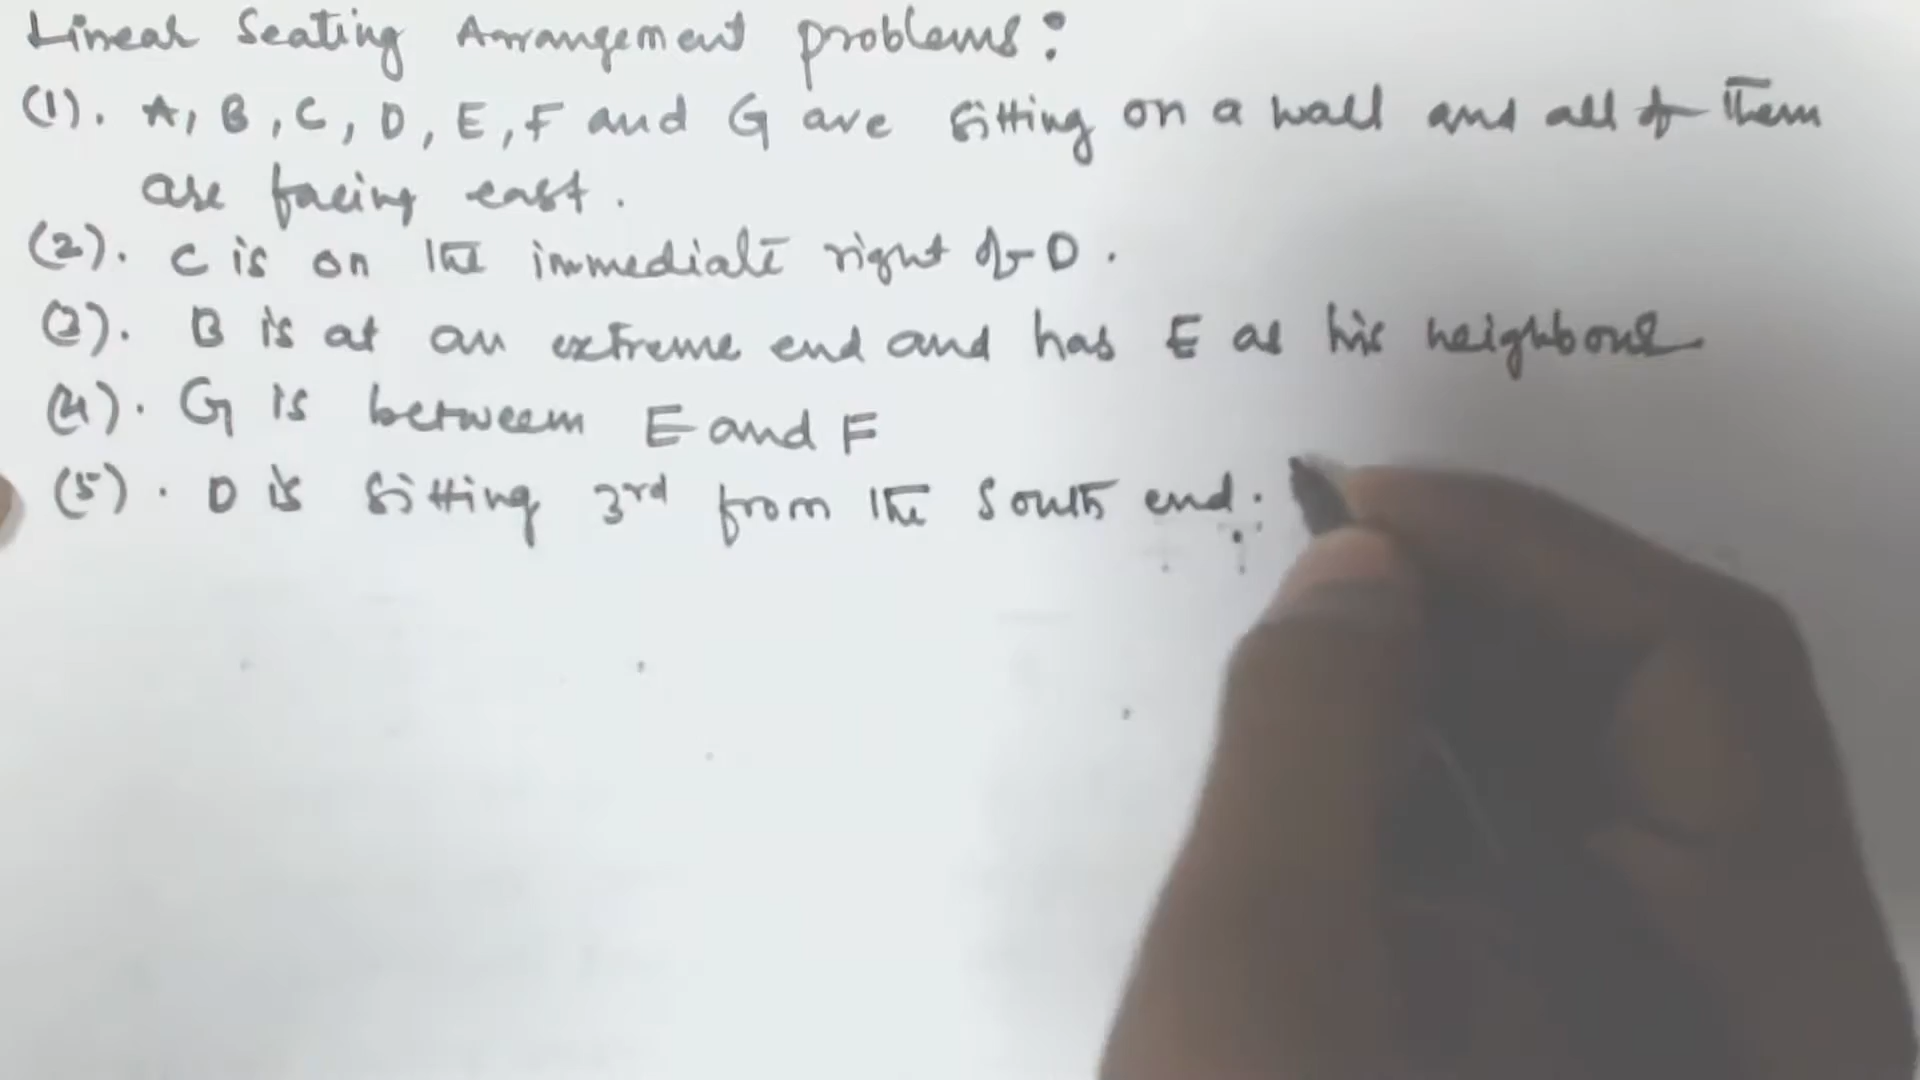 Linear Seating Arrangement problems:
(1). A, B, C, D, E, F and G are sitting on a wall and all of them
are facing east.
(2). C is on the immediate right of D.
(3). B is at an extreme end and has E as his neighbour
(4). G is between E and F
(5). D is sitting 3rd from the South end.